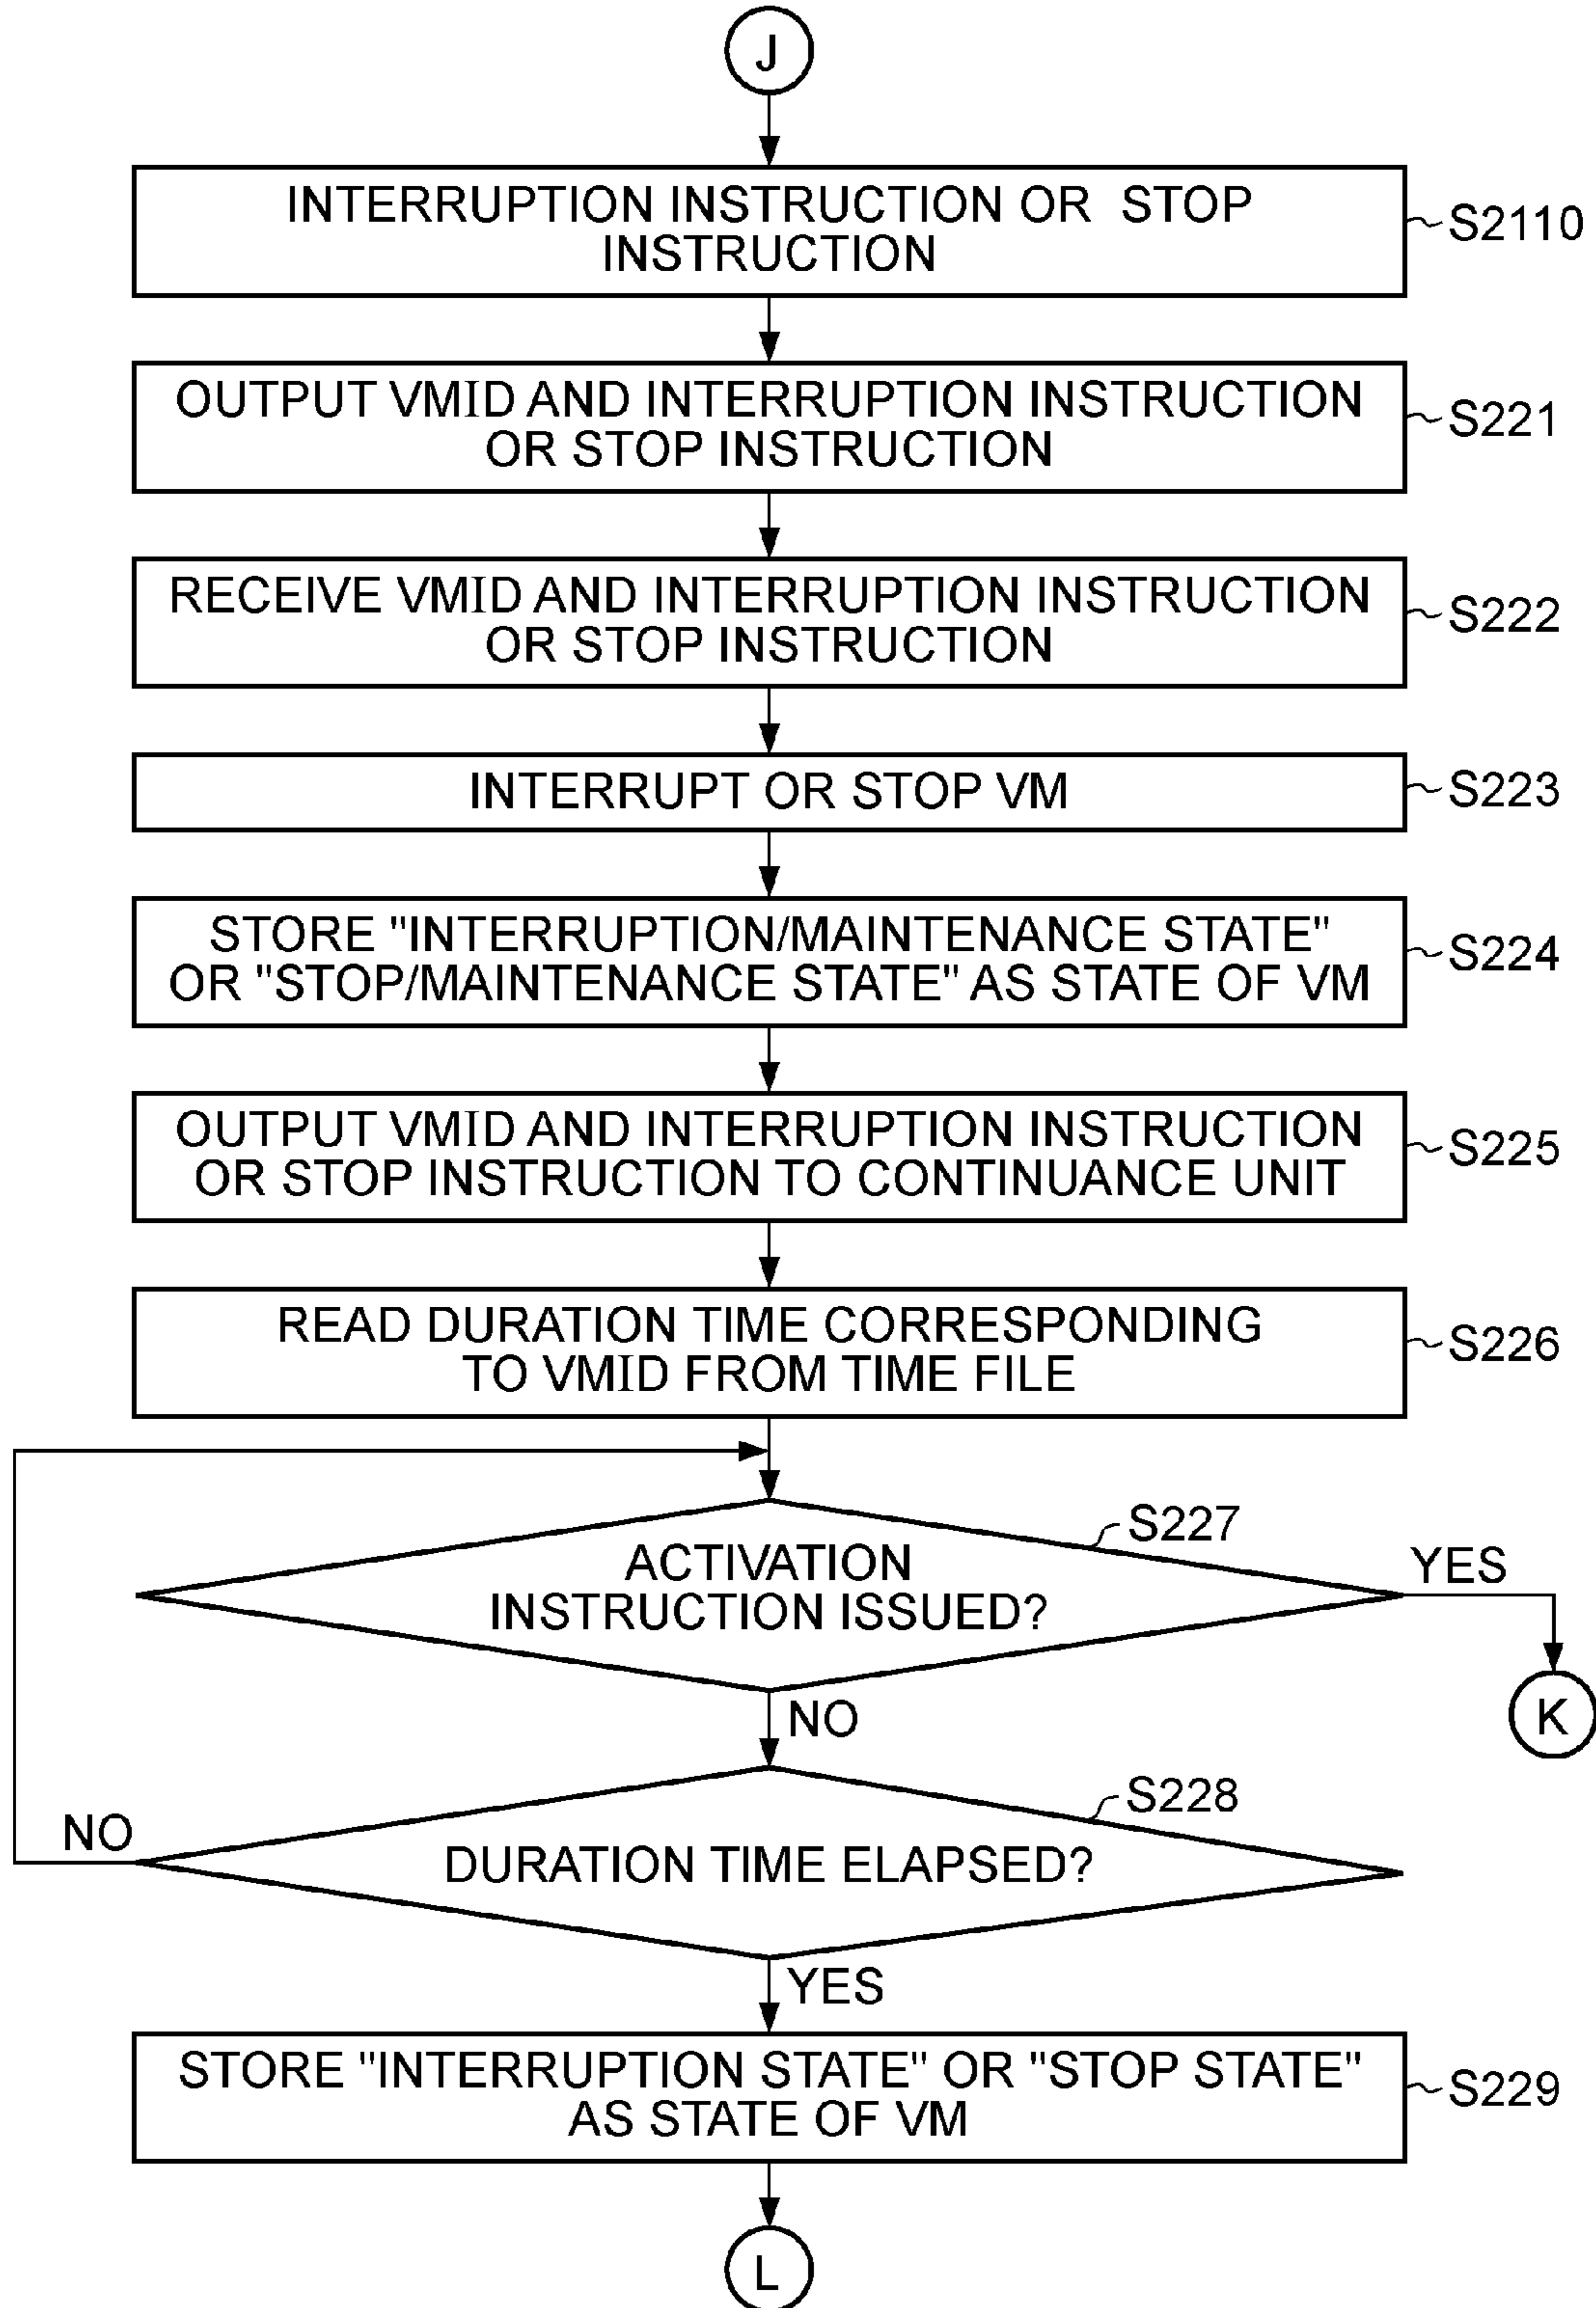 J
INTERRUPTION INSTRUCTION OR STOP
INSTRUCTION
S2110
OUTPUT VMID AND INTERRUPTION INSTRUCTION
OR STOP INSTRUCTION
S221
RECEIVE VMID AND INTERRUPTION INSTRUCTION
OR STOP INSTRUCTION
S222
INTERRUPT OR STOP VM
S223
STORE "INTERRUPTION/MAINTENANCE STATE"
OR "STOP/MAINTENANCE STATE" AS STATE OF VM
S224
OUTPUT VMID AND INTERRUPTION INSTRUCTION
OR STOP INSTRUCTION TO CONTINUANCE UNIT
S225
READ DURATION TIME CORRESPONDING
TO VMID FROM TIME FILE
S226
S227
ACTIVATION
INSTRUCTION ISSUED?
YES
K
NO
S228
NO
DURATION TIME ELAPSED?
YES
STORE "INTERRUPTION STATE" OR "STOP STATE"
AS STATE OF VM
S229
L